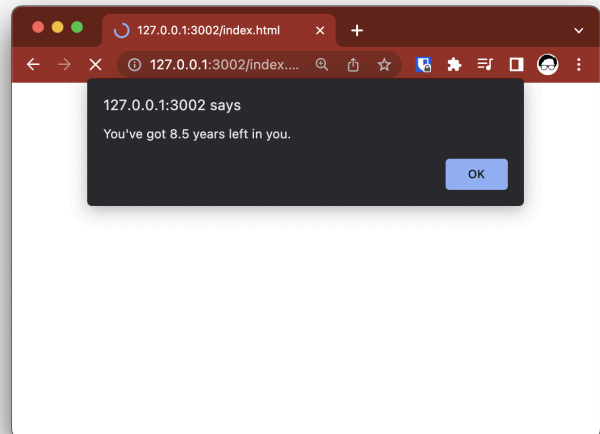 127.0.0.1:3002/index.html
127.0.0.1:3002/index....
127.0.0.1:3002 says
You've got 8.5 years left in you.
OK